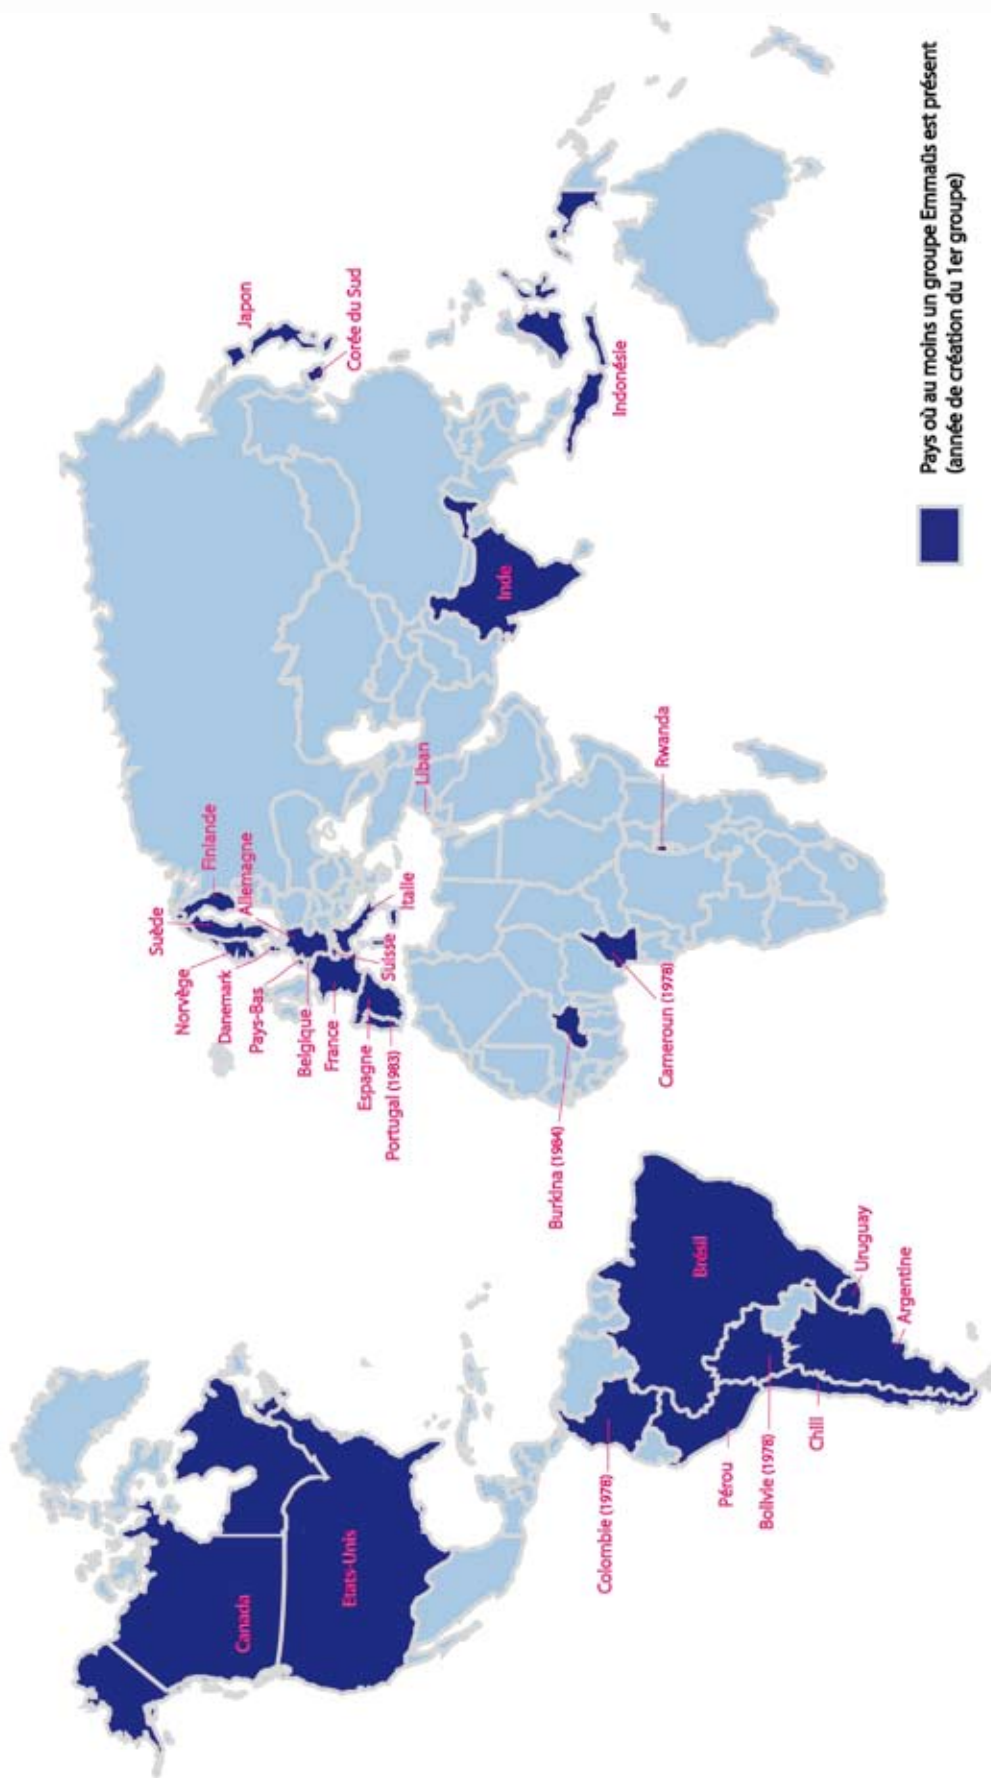 Canada
Etats-Unis
Colombie (1978)
Pérou
Bolivie (1978)
Chili
Brésil
Uruguay
Argentine
Norvège
Suède
Finlande
Danemark
Allemagne
Pays-Bas
Belgique
France
Espagne
Portugal (1983)
Suisse
Italie
Liban
Burkina (1984)
Cameroun (1978)
Rwanda
Inde
Japon
Corée du Sud
Indonésie
Pays où au moins un groupe Emmaüs est présent
(année de création du 1er groupe)